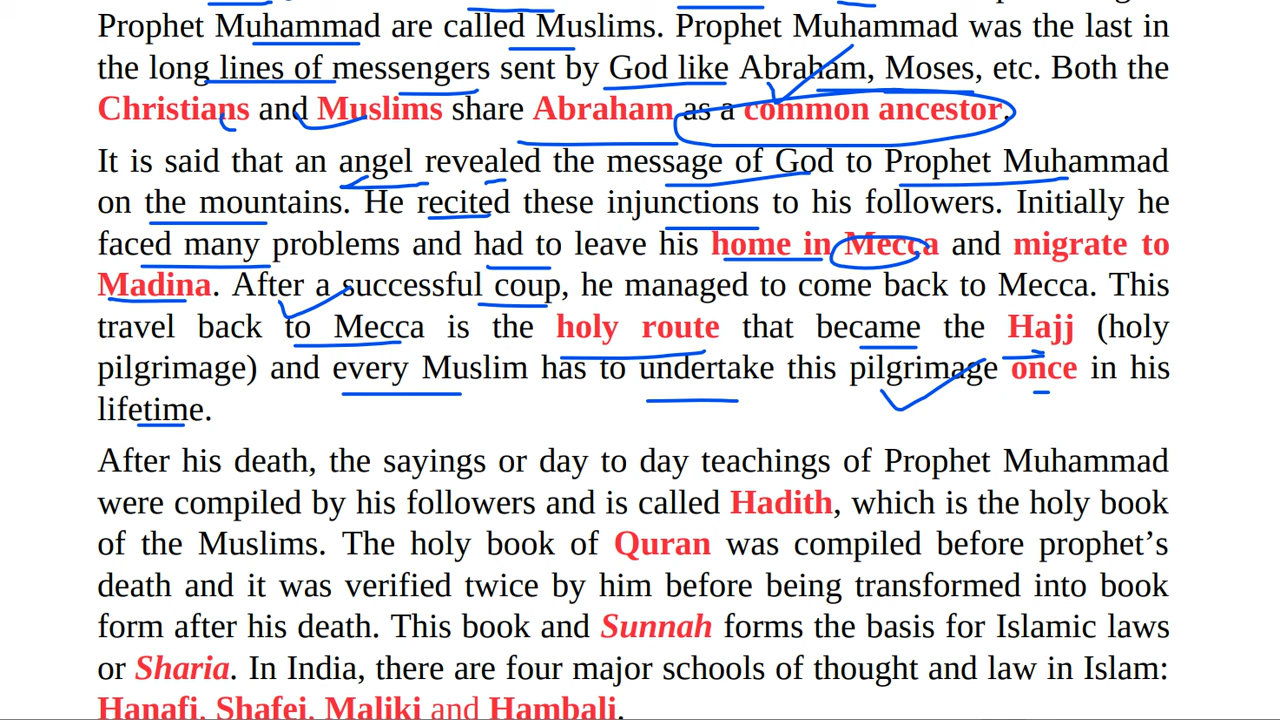 Prophet Muhammad are called Muslims. Prophet Muhammad was the last in
the long lines of messengers sent by God like Abraham, Moses, etc. Both the
Christians and Muslims share Abraham as a common ancestor.
It is said that an angel revealed the message of God to Prophet Muhammad
on the mountains. He recited these injunctions to his followers. Initially he
faced many problems and had to leave his home in Mecca and migrate to
Madina. After a successful coup, he managed to come back to Mecca. This
travel back to Mecca is the holy route that became the Hajj (holy
pilgrimage) and every Muslim has to undertake this pilgrimage once in his
lifetime.
After his death, the sayings or day to day teachings of Prophet Muhammad
were compiled by his followers and is called Hadith, which is the holy book
of the Muslims. The holy book of Quran was compiled before prophet’s
death and it was verified twice by him before being transformed into book
form after his death. This book and Sunnah forms the basis for Islamic laws
or Sharia. In India, there are four major schools of thought and law in Islam:
Hanafi, Shafei, Maliki and Hambali.